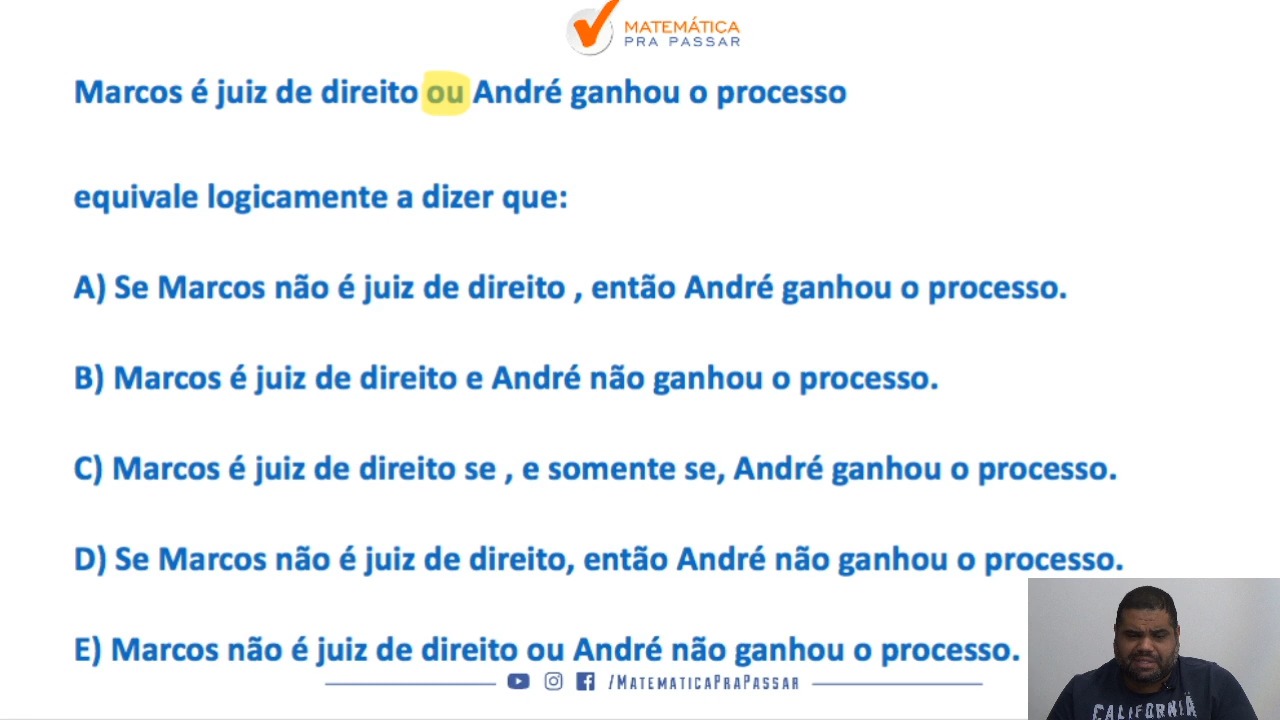 MATEMÁTICA
PRA PASSAR
Marcos é juiz de direito ou André ganhou o processo
equivale logicamente a dizer que:
A) Se Marcos não é juiz de direito , então André ganhou o processo.
B) Marcos é juiz de direito e André não ganhou o processo.
C) Marcos é juiz de direito se , e somente se, André ganhou o processo.
D) Se Marcos não é juiz de direito, então André não ganhou o processo.
E) Marcos não é juiz de direito ou André não ganhou o processo.
/MATEMATICAPRAPASSAR
CALIFORNIA